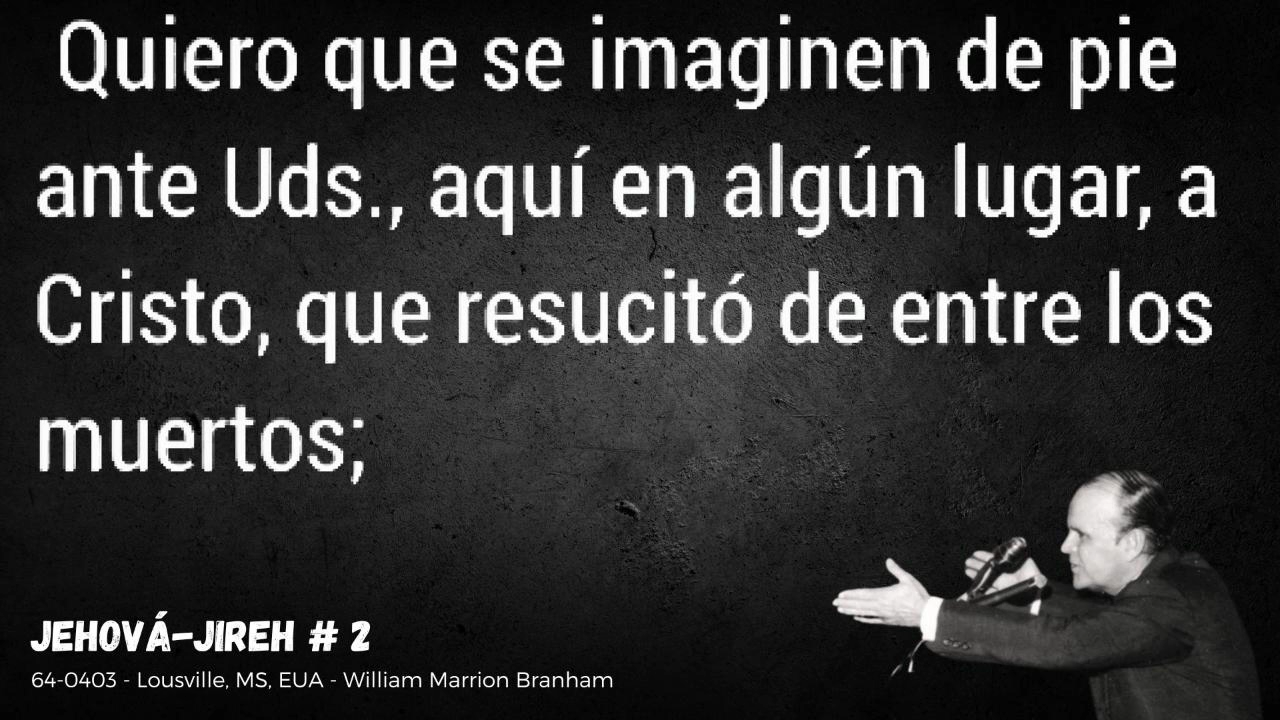 Quiero que se imaginen de pie
ante Uds., aquí en algún lugar, a
Cristo, que resucitó de entre los
muertos;
JEHOVÁ-JIREH # 2
64-0403 - Lousville, MS, EUA - William Marrion Branham